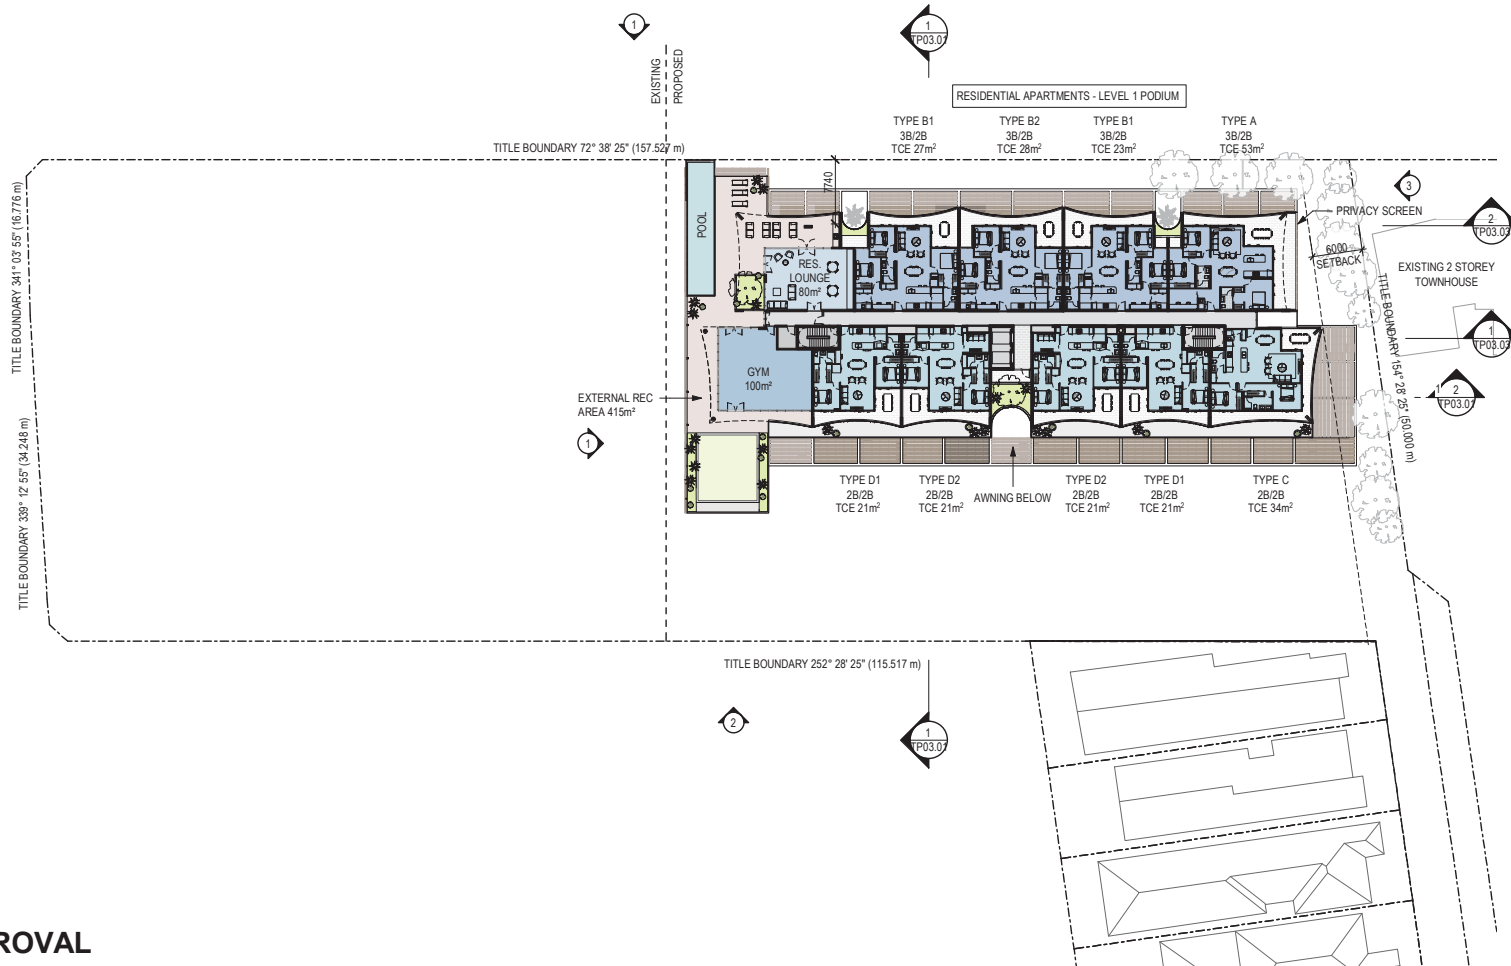 1
1
TP03.01
EXISTING
PROPOSED
RESIDENTIAL APARTMENTS - LEVEL 1 PODIUM
TYPE B1
3B/2B
TCE 27m²
TYPE B2
3B/2B
TCE 28m²
TYPE B1
3B/2B
TCE 23m²
TYPE A
3B/2B
TCE 53m²
TITLE BOUNDARY 72° 38' 25" (157.527 m)
TITLE BOUNDARY 341° 03' 55" (16.776 m)
7740
3
PRIVACY SCREEN
2
TP03.03
POOL
6000
SETBACK
RES.
LOUNGE
80m²
EXISTING 2 STOREY
TOWNHOUSE
TITLE BOUNDARY 154° 28' 25" (50.000 m)
1
TP03.03
GYM
100m²
EXTERNAL REC
AREA 415m²
1
2
TP03.01
1
TITLE BOUNDARY 339° 12' 55" (34.248 m)
TYPE D1
2B/2B
TCE 21m²
TYPE D2
2B/2B
TCE 21m²
AWNING BELOW
TYPE D2
2B/2B
TCE 21m²
TYPE D1
2B/2B
TCE 21m²
TYPE C
2B/2B
TCE 34m²
TITLE BOUNDARY 252° 28' 25" (115.517 m)
2
1
TP03.01
ROVAL